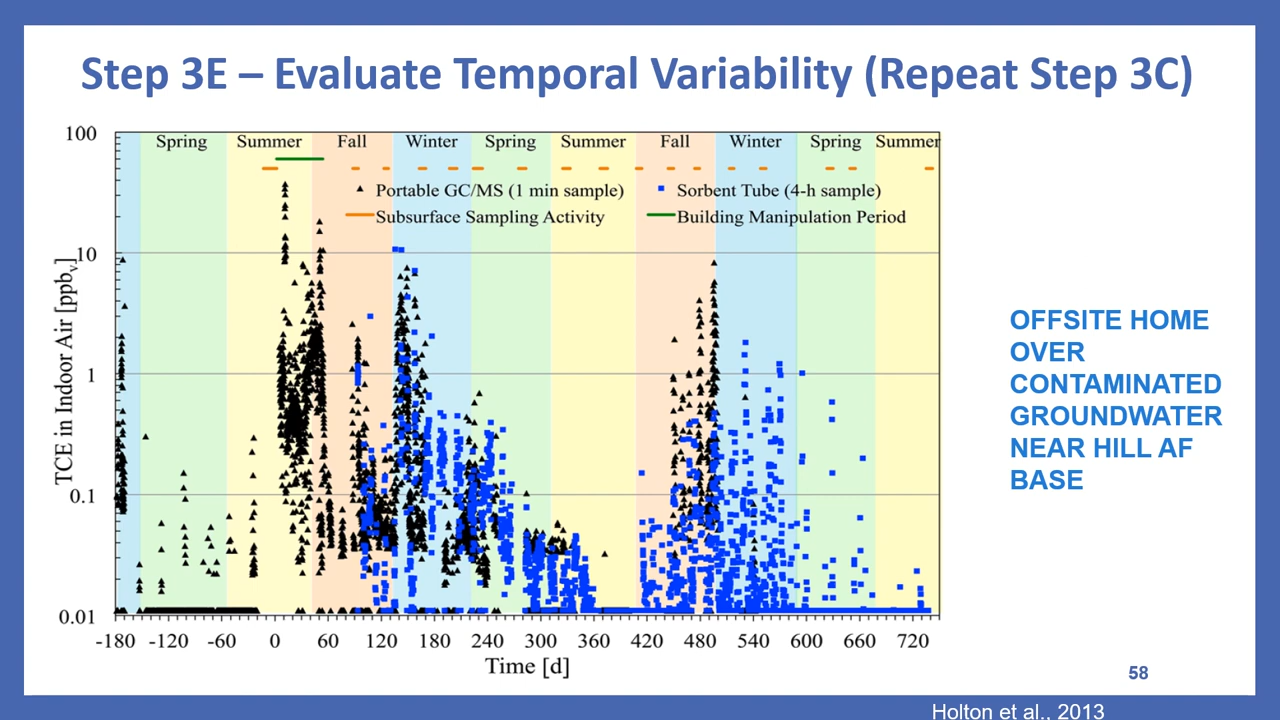 Step 3E – Evaluate Temporal Variability (Repeat Step 3C)
100
10
1
0.1
0.01
TCE in Indoor Air [ppbv]
Spring Summer Fall Winter Spring Summer Fall Winter Spring Summer
Portable GC/MS (1 min sample) Sorbent Tube (4-h sample)
Subsurface Sampling Activity Building Manipulation Period
-180 -120 -60 0 60 120 180 240 300 360 420 480 540 600 660 720
Time [d]
OFFSITE HOME
OVER
CONTAMINATED
GROUNDWATER
NEAR HILL AF
BASE
58
Holton et al., 2013